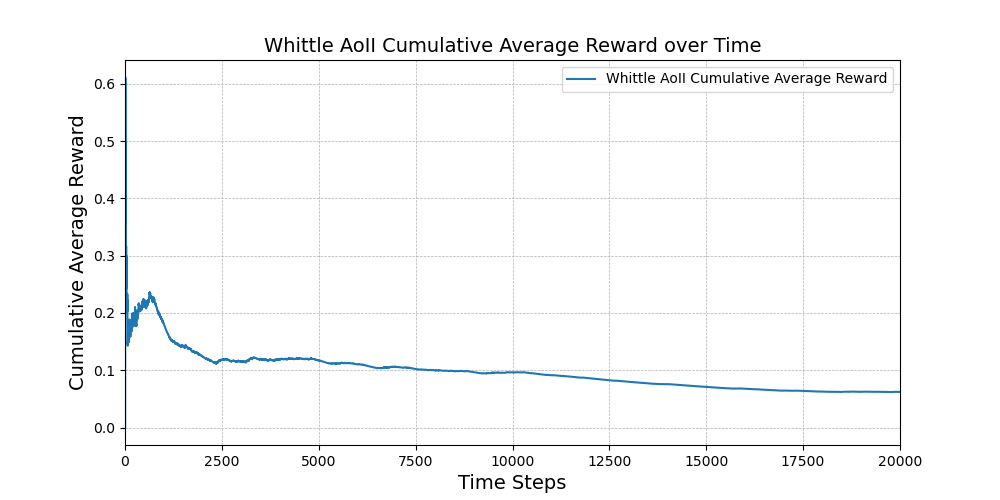 Whittle AoII Cumulative Average Reward over Time
Whittle AoII Cumulative Average Reward
Cumulative Average Reward
0.6
0.5
0.4
0.3
0.2
0.1
0.0
0 2500 5000 7500 10000 12500 15000 17500 20000
Time Steps